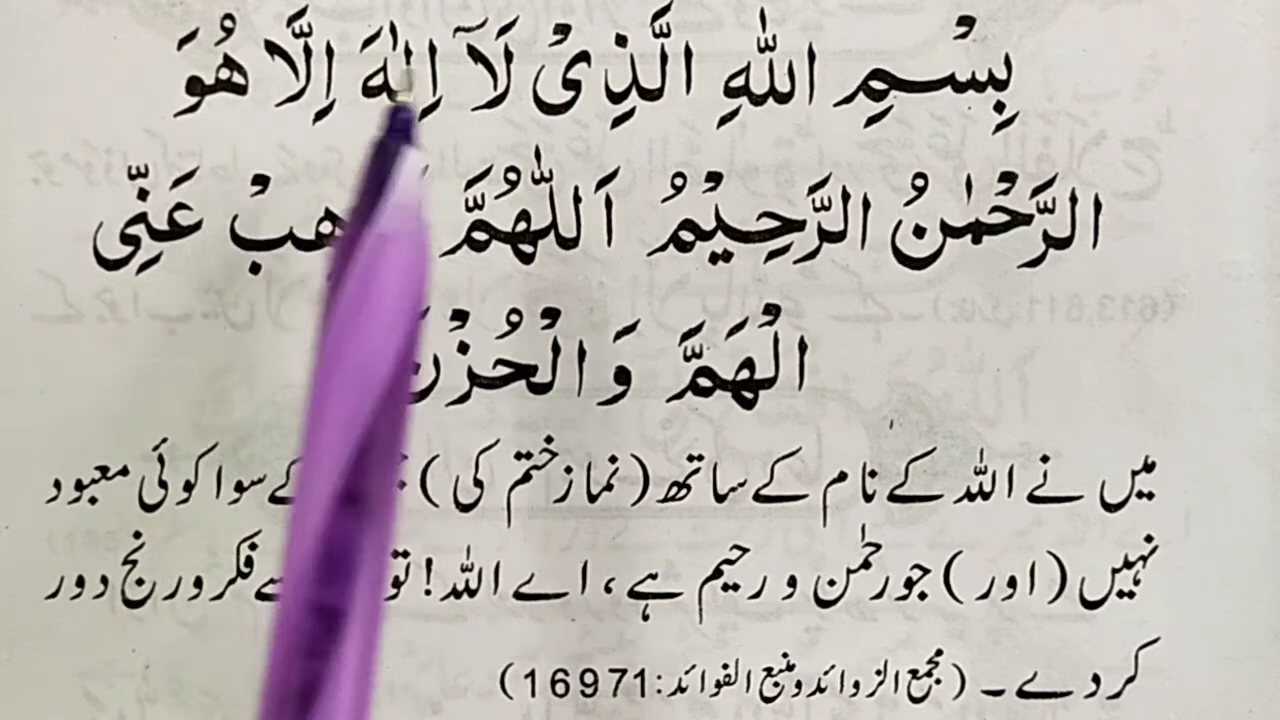 بِسْمِ اللّٰهِ الَّذِیْ لَآ اِلٰهَ اِلَّا هُوَ
الرَّحْمٰنُ الرَّحِیْمُ اَللّٰهُمَّ عَنِّی
الْهَمَّ وَالْحُزْنَ
میں نے اللہ کے نام کے ساتھ (نماز ختم کی) کے سوا کوئی معبود
نہیں (اور) جو رحمٰن و رحیم ہے، اے اللہ! تو سے فکر و رنج دور
کر دے۔ (مجمع الزوائد و منبع الفوائد: 16971)